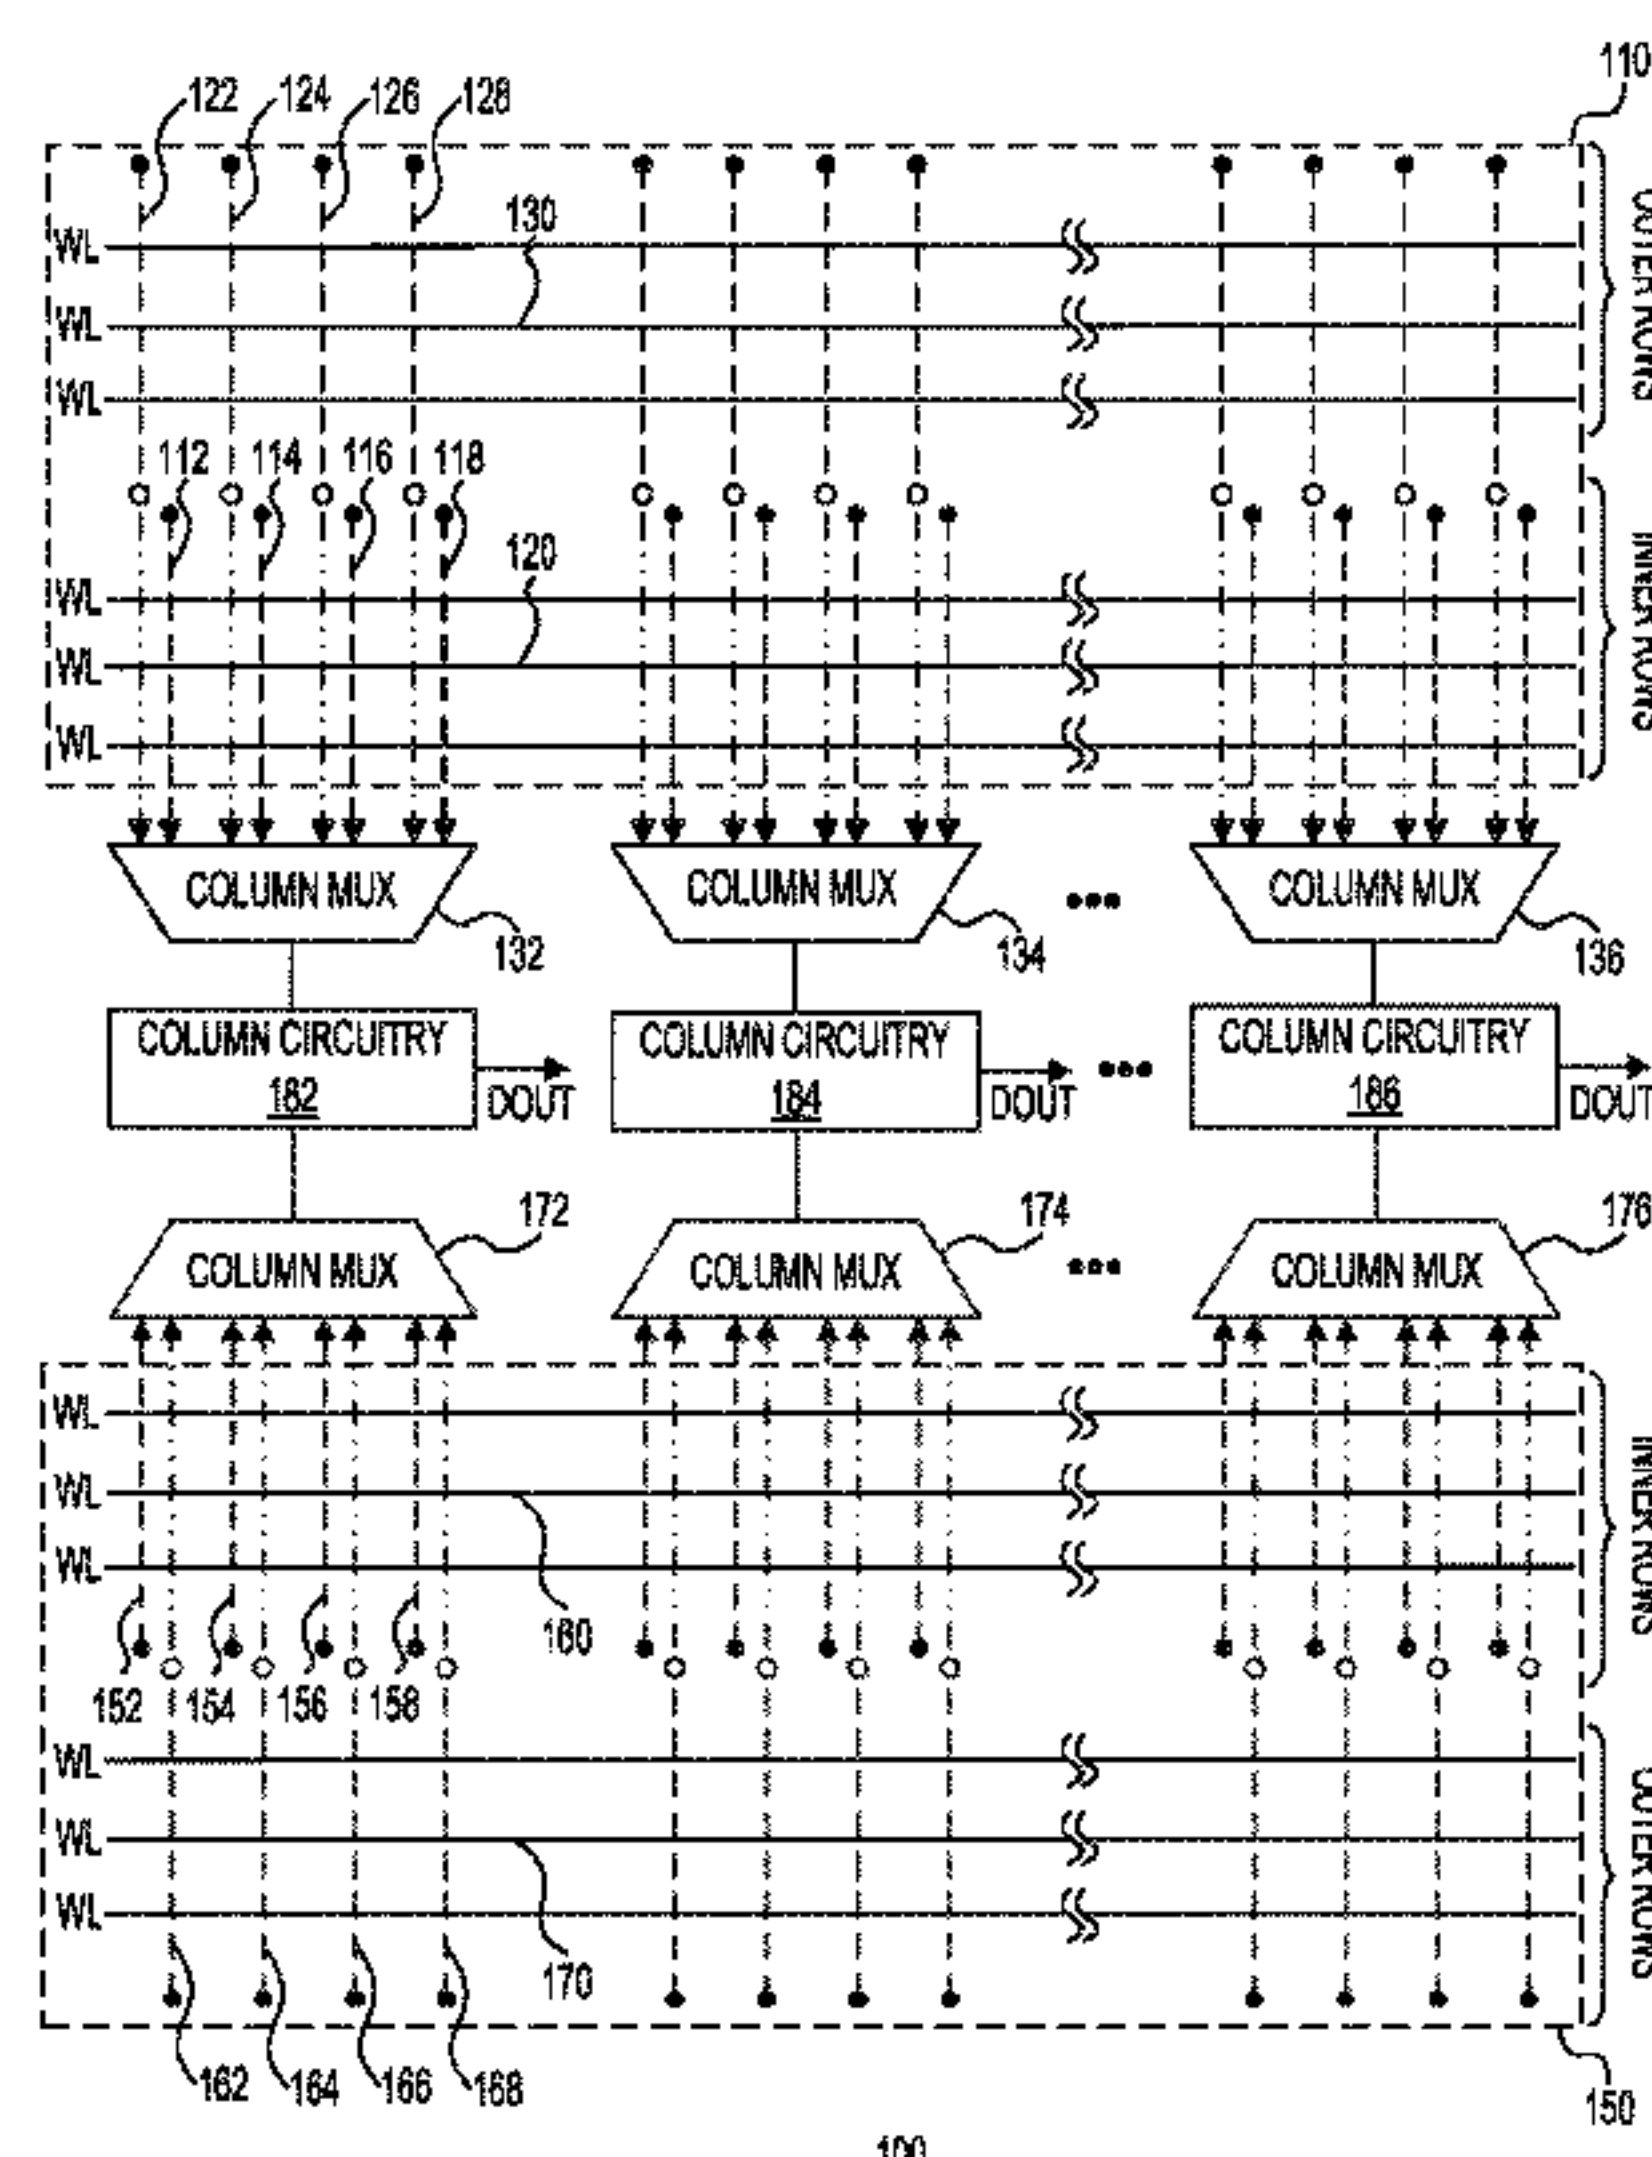 110
122 124 126 128
130
WL
WL
WL
OUTER ROWS
112 114 116 118
120
WL
WL
WL
INNER ROWS
COLUMN MUX COLUMN MUX ••• COLUMN MUX
132 134 136
COLUMN CIRCUITRY COLUMN CIRCUITRY COLUMN CIRCUITRY
182 184 ••• 186
DOUT DOUT DOUT
172 174 176
COLUMN MUX COLUMN MUX ••• COLUMN MUX
WL
WL
WL
INNER ROWS
160
152 154 156 158
WL
WL
WL
OUTER ROWS
170
162 164 166 168
150
100